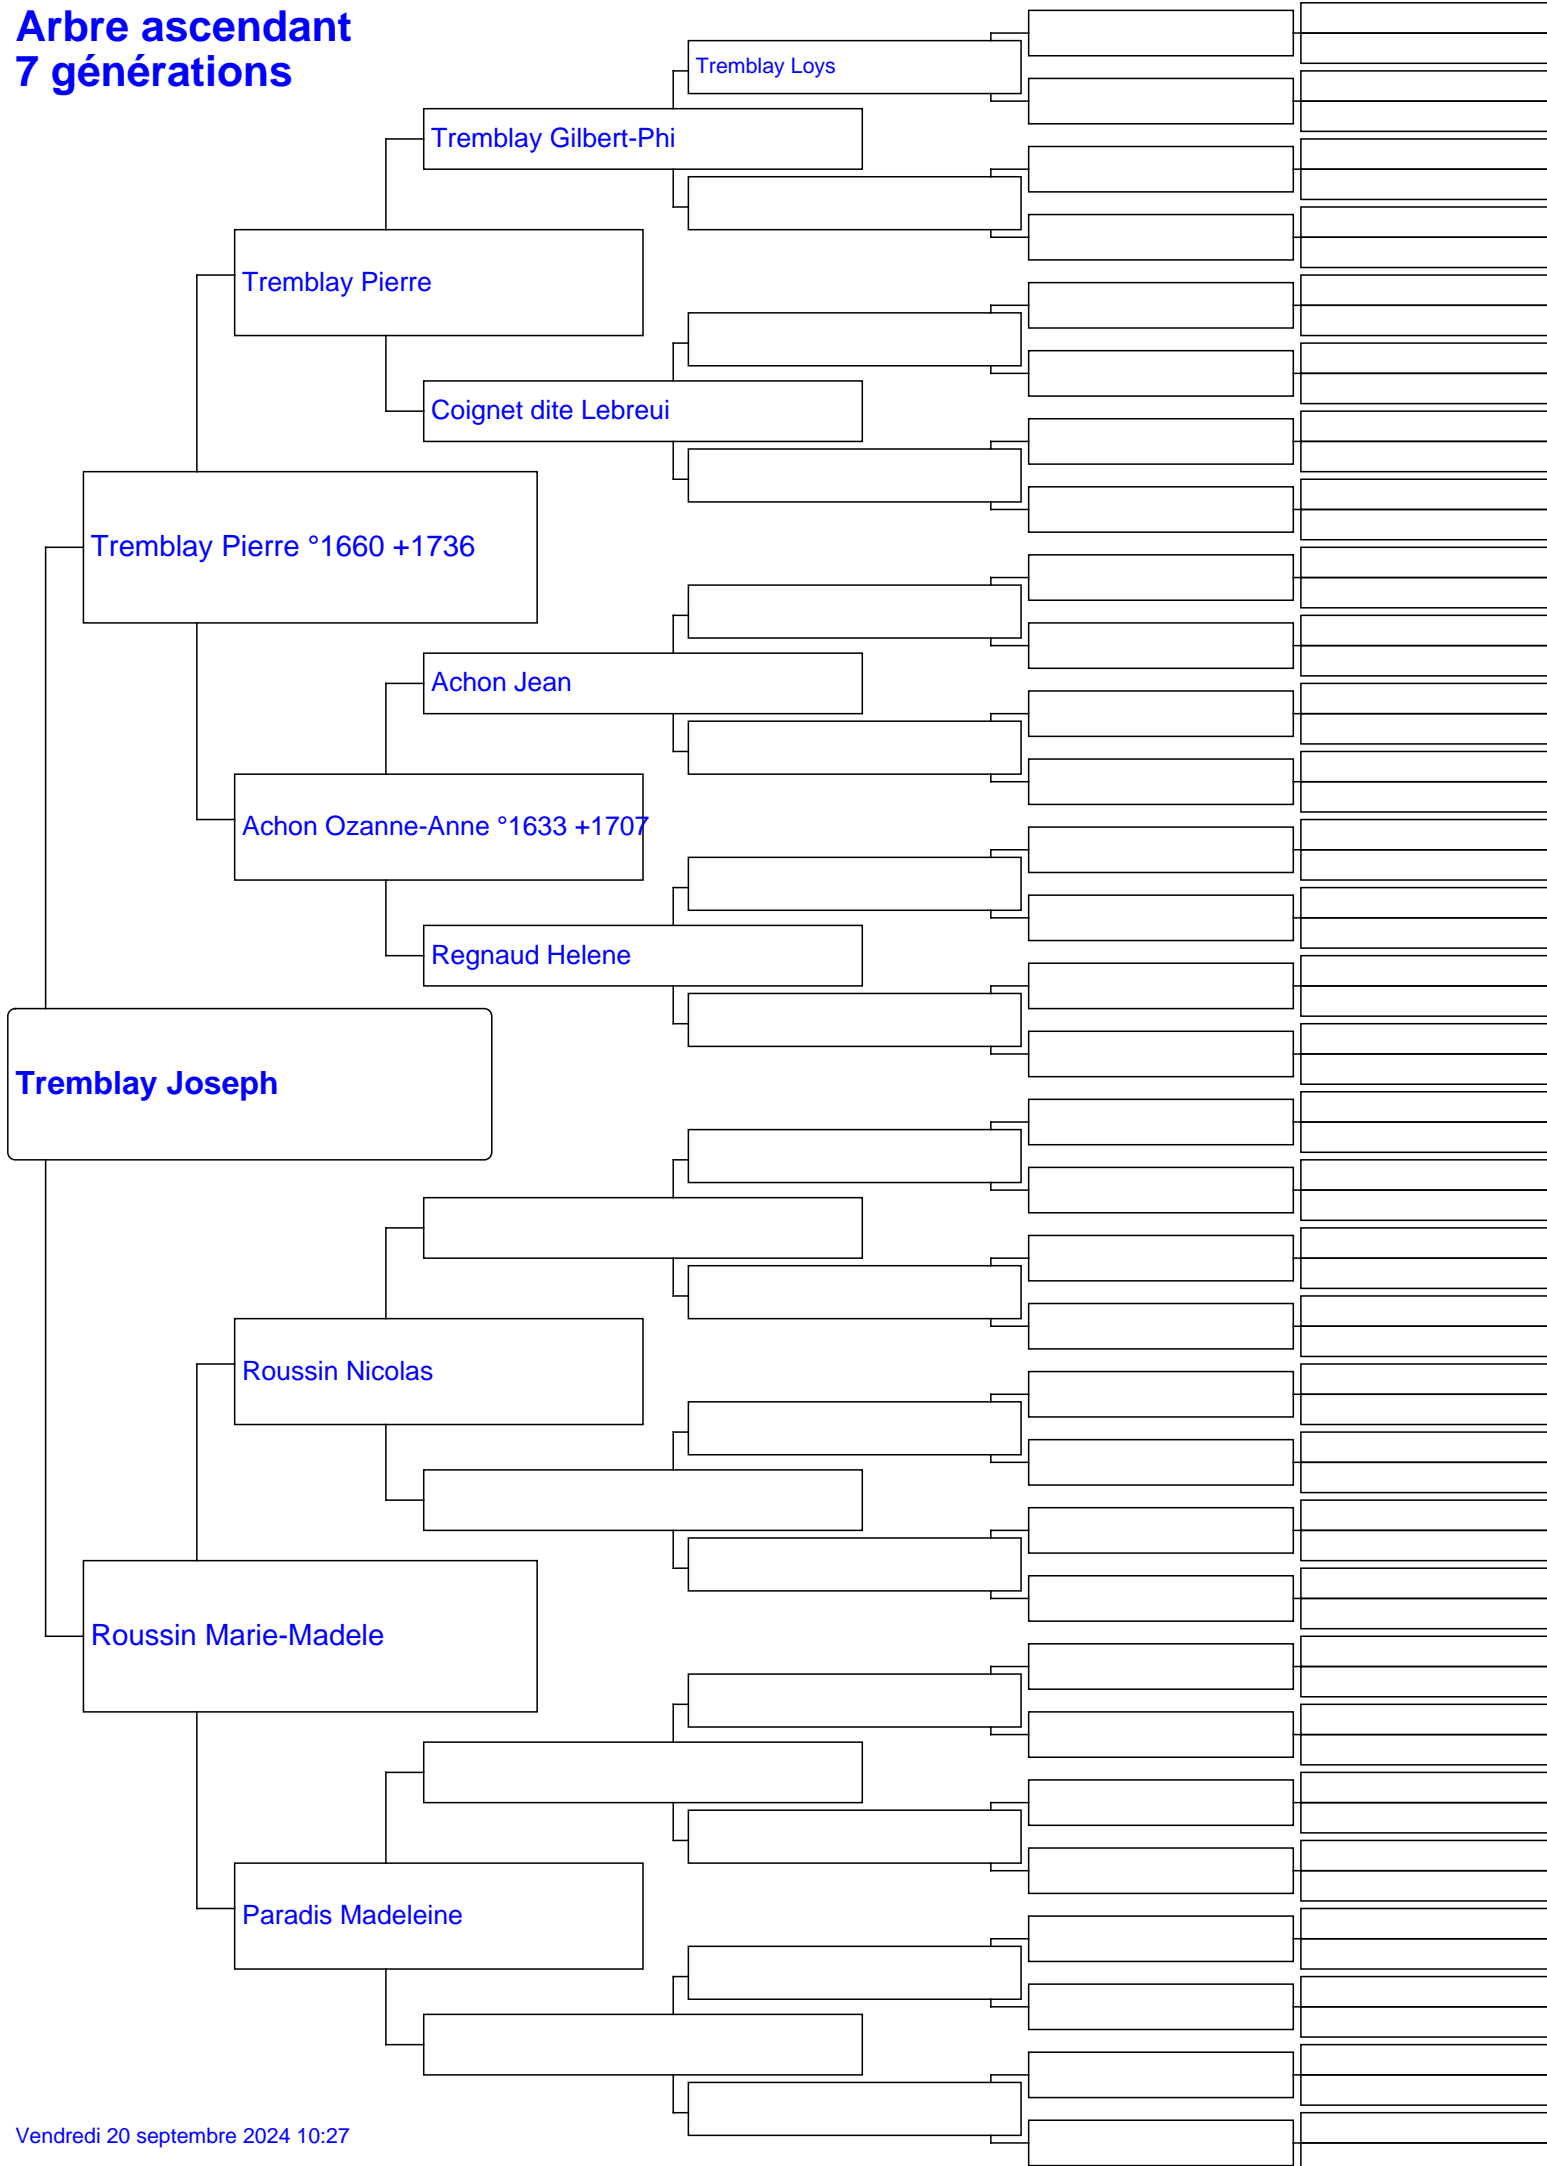 Arbre ascendant
7 générations
Tremblay Loys
Tremblay Gilbert-Phi
Tremblay Pierre
Coignet dite Lebreui
Tremblay Pierre °1660 +1736
Achon Jean
Achon Ozanne-Anne °1633 +1707
Regnaud Helene
Tremblay Joseph
Roussin Nicolas
Roussin Marie-Madele
Paradis Madeleine
Vendredi 20 septembre 2024 10:27